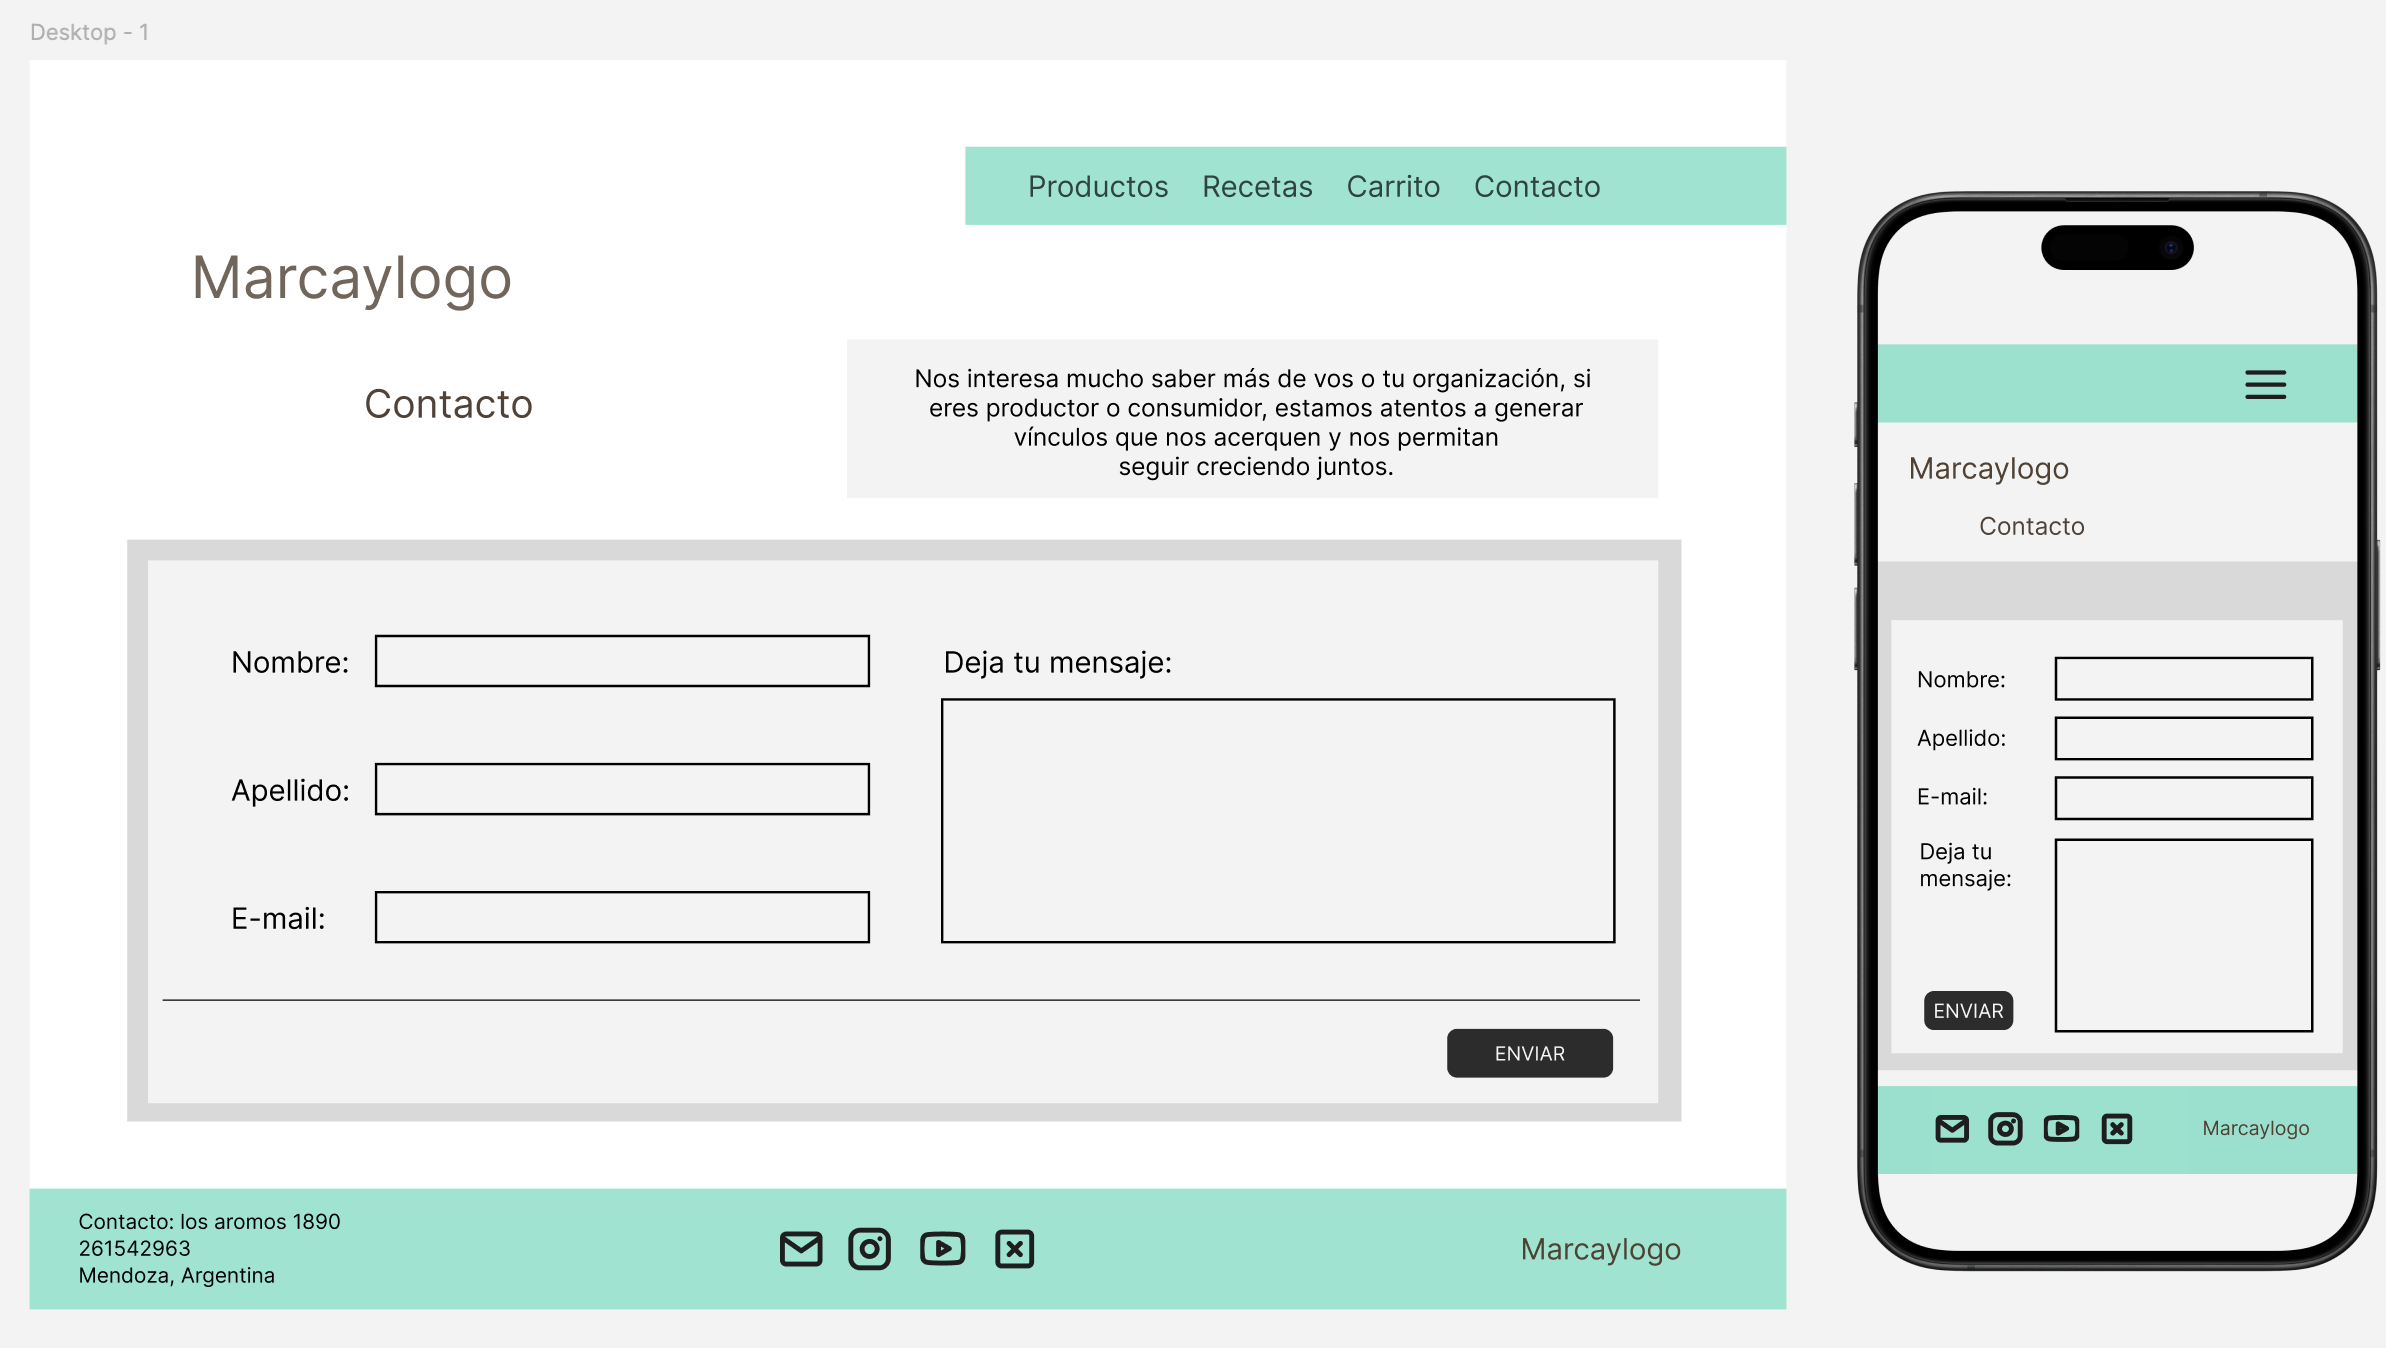 Desktop - 1
Productos Recetas Carrito Contacto
Marcaylogo
Contacto
Nos interesa mucho saber más de vos o tu organización, si
eres productor o consumidor, estamos atentos a generar
vínculos que nos acerquen y nos permitan
seguir creciendo juntos.
Nombre:
Apellido:
E-mail:
Deja tu mensaje:
ENVIAR
Contacto: los aromos 1890
261542963
Mendoza, Argentina
Marcaylogo
Marcaylogo
Contacto
Nombre:
Apellido:
E-mail:
Deja tu
mensaje:
ENVIAR
Marcaylogo